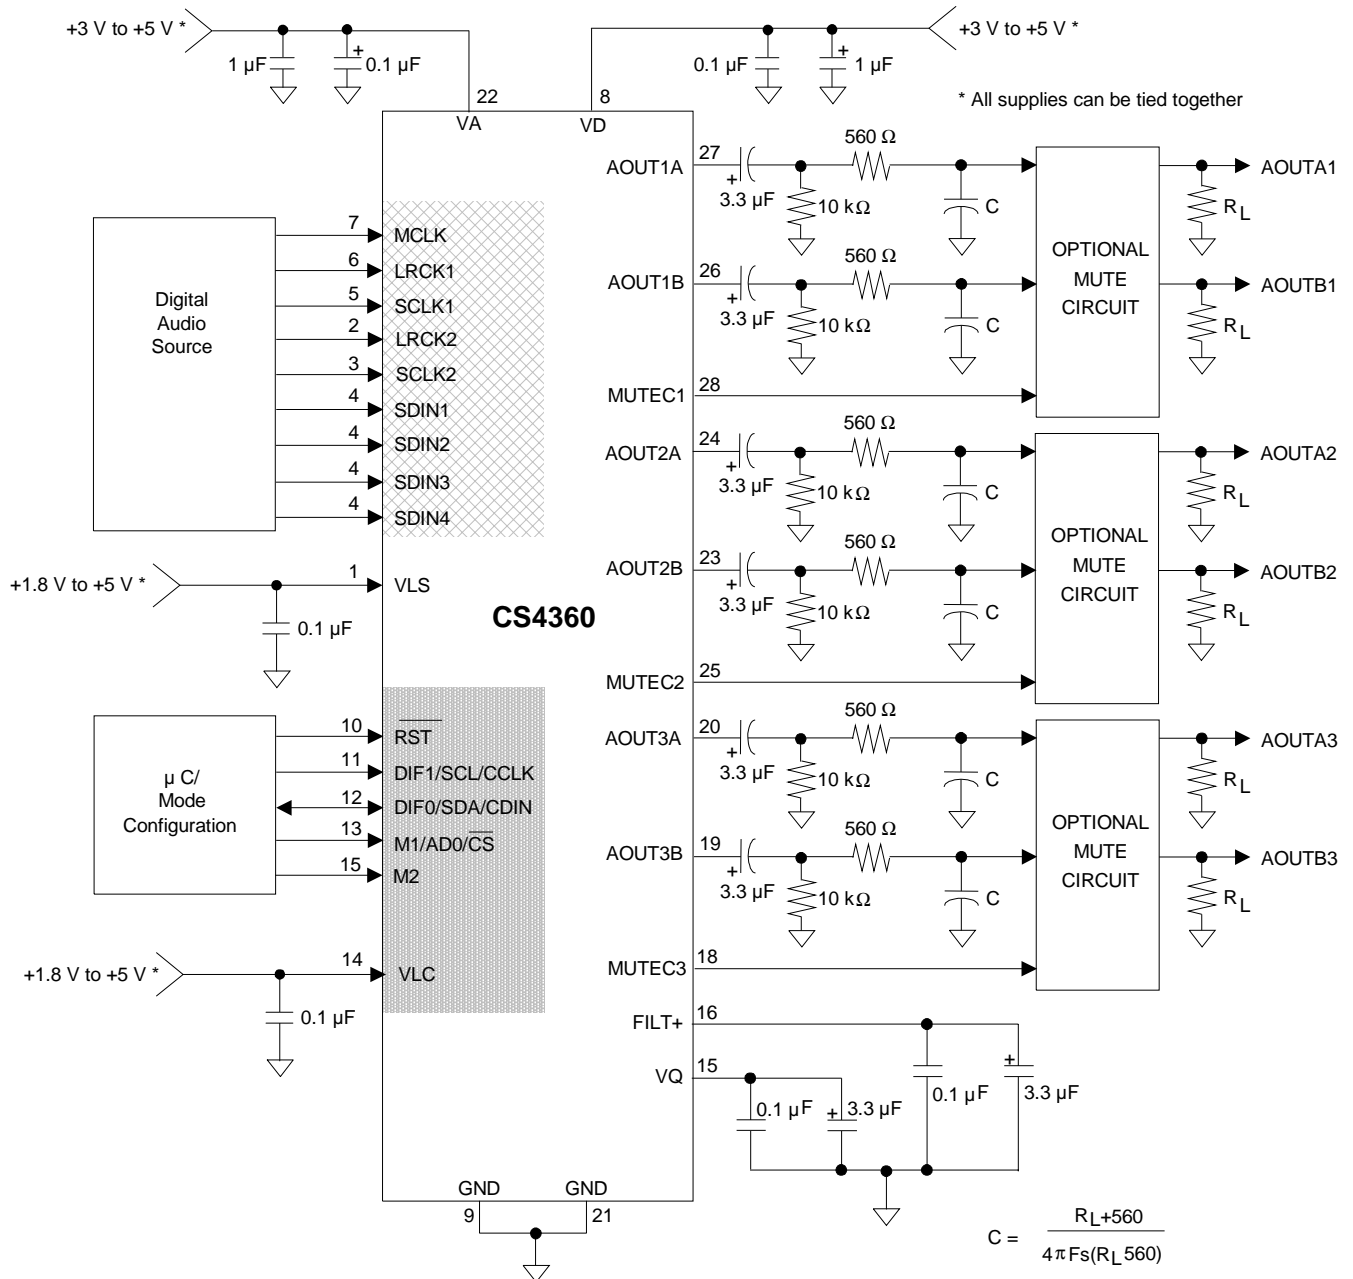 +3 V to +5 V *
+3 V to +5 V *
1 µF
+
0.1 µF
0.1 µF
+
1 µF
22
8
* All supplies can be tied together
VA
VD
Digital
Audio
Source
7
MCLK
6
LRCK1
5
SCLK1
2
LRCK2
3
SCLK2
4
SDIN1
4
SDIN2
4
SDIN3
4
SDIN4
+1.8 V to +5 V *
1
VLS
0.1 µF
CS4360
µ C/
Mode
Configuration
10
RST
11
DIF1/SCL/CCLK
12
DIF0/SDA/CDIN
13
M1/AD0/CS
15
M2
+1.8 V to +5 V *
14
VLC
0.1 µF
GND
GND
9
21
AOUT1A
27
+
3.3 µF
10 kΩ
560 Ω
C
AOUTA1
RL
AOUT1B
26
+
3.3 µF
10 kΩ
560 Ω
C
AOUTB1
RL
MUTEC1
28
OPTIONAL
MUTE
CIRCUIT
AOUT2A
24
+
3.3 µF
10 kΩ
560 Ω
C
AOUTA2
RL
AOUT2B
23
+
3.3 µF
10 kΩ
560 Ω
C
AOUTB2
RL
MUTEC2
25
OPTIONAL
MUTE
CIRCUIT
AOUT3A
20
+
3.3 µF
10 kΩ
560 Ω
C
AOUTA3
RL
AOUT3B
19
+
3.3 µF
10 kΩ
560 Ω
C
AOUTB3
RL
MUTEC3
18
OPTIONAL
MUTE
CIRCUIT
FILT+
16
0.1 µF
+
3.3 µF
VQ
15
0.1 µF
+
3.3 µF
C =
RL+560
4πFs(RL560)